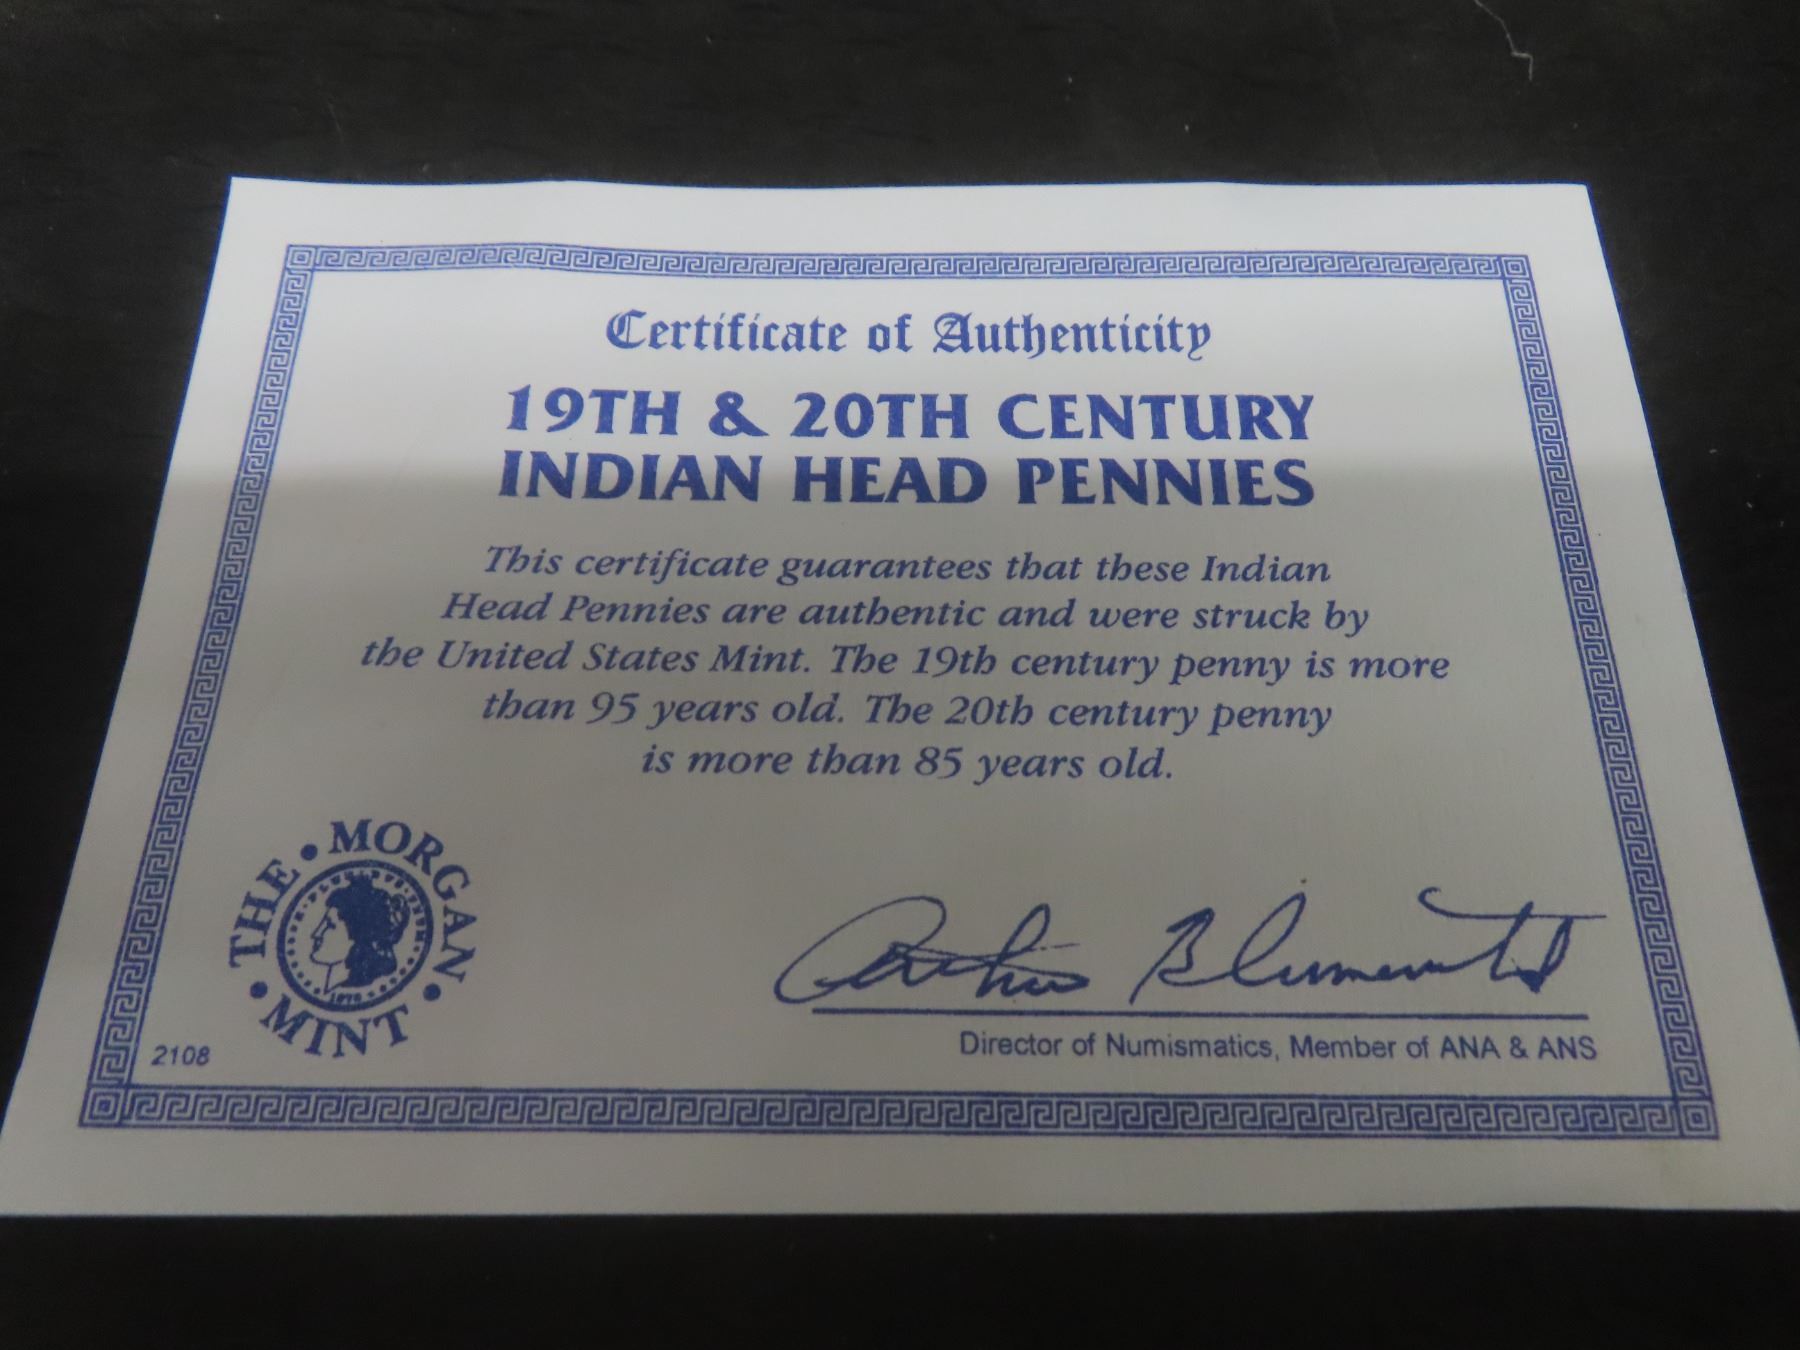 Certificate of Authenticity
19TH & 20TH CENTURY
INDIAN HEAD PENNIES
This certificate guarantees that these Indian
Head Pennies are authentic and were struck by
the United States Mint. The 19th century penny is more
than 95 years old. The 20th century penny
is more than 85 years old.
THE • MORGAN • MINT •
Director of Numismatics, Member of ANA & ANS
2108